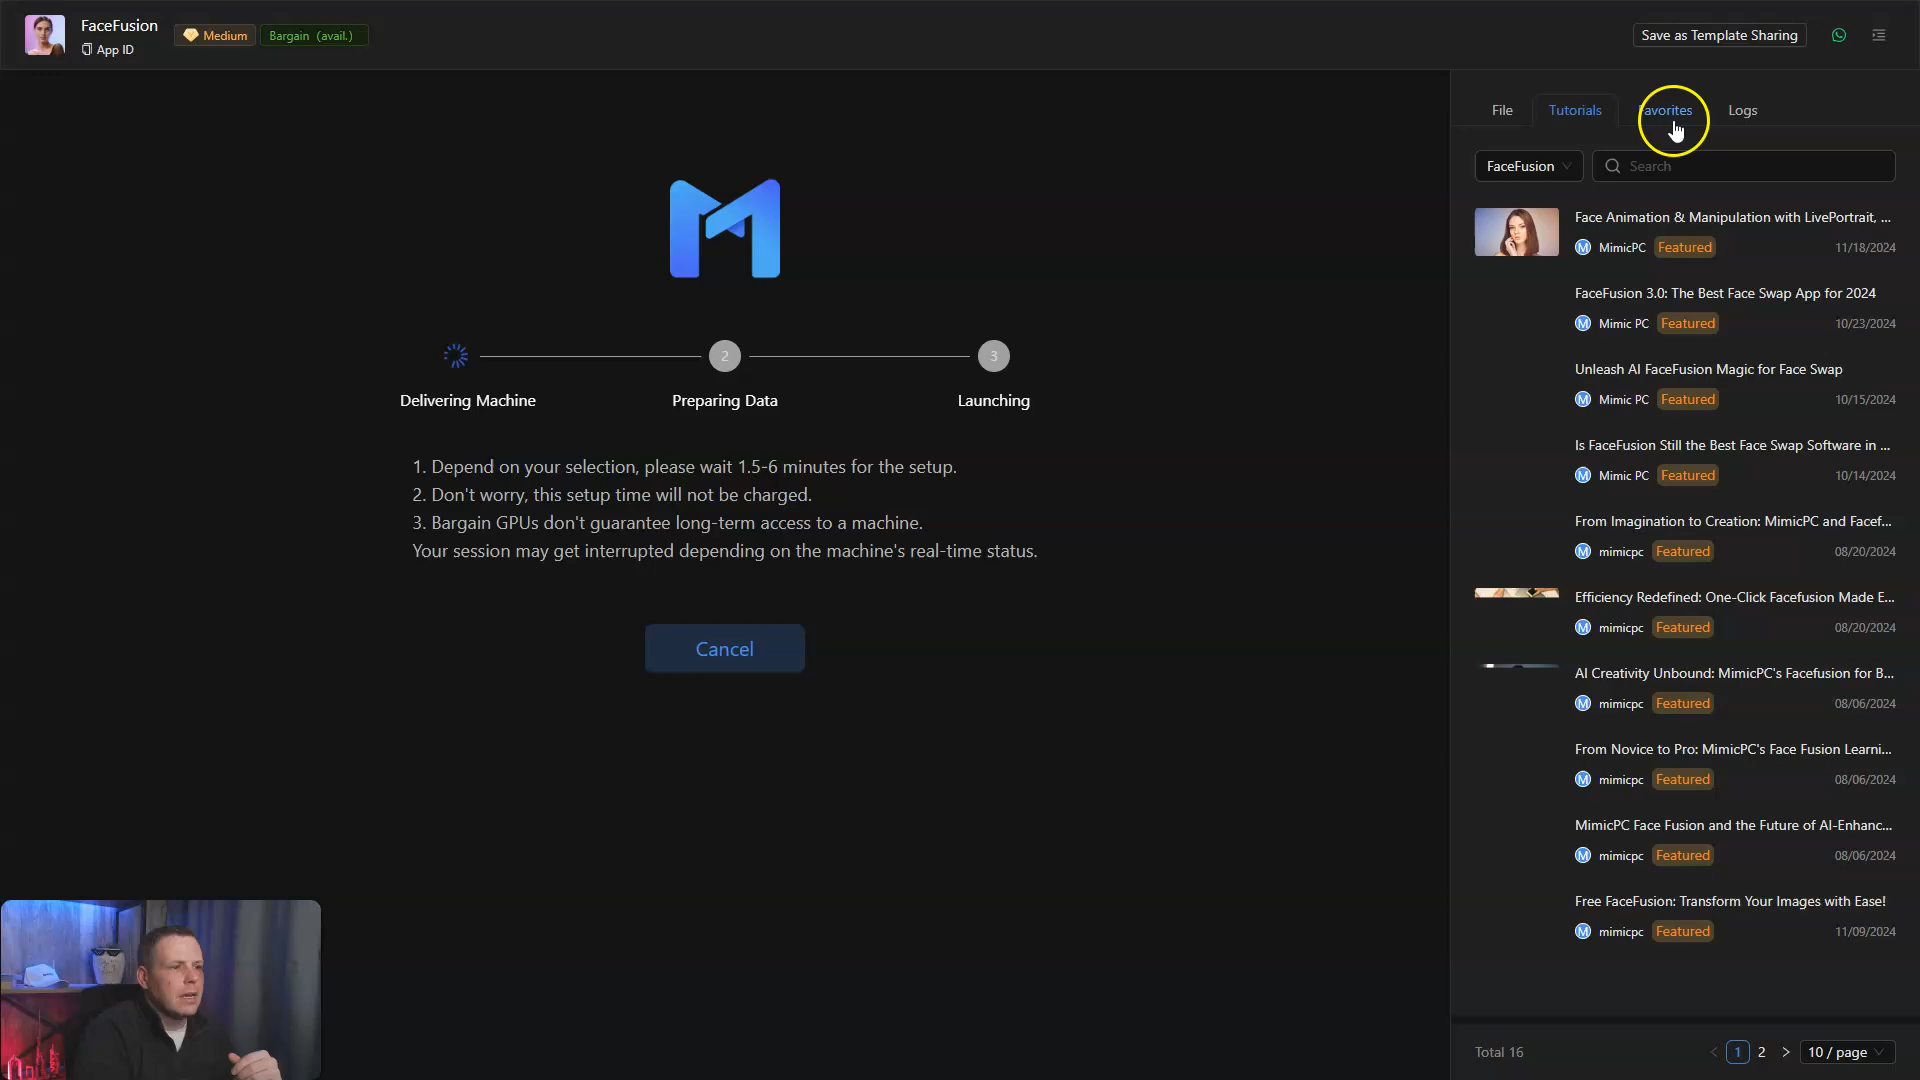 FaceFusion
App ID
Medium
Bargain (avail.)
Save as Template Sharing
File
Tutorials
avorites
Logs
FaceFusion
Search
Delivering Machine
2
Preparing Data
3
Launching
1. Depend on your selection, please wait 1.5-6 minutes for the setup.
2. Don't worry, this setup time will not be charged.
3. Bargain GPUs don't guarantee long-term access to a machine.
Your session may get interrupted depending on the machine's real-time status.
Cancel
Face Animation & Manipulation with LivePortrait, ...
MimicPC Featured 11/18/2024
FaceFusion 3.0: The Best Face Swap App for 2024
Mimic PC Featured 10/23/2024
Unleash AI FaceFusion Magic for Face Swap
Mimic PC Featured 10/15/2024
Is FaceFusion Still the Best Face Swap Software in ...
Mimic PC Featured 10/14/2024
From Imagination to Creation: MimicPC and Facef...
mimicpc Featured 08/20/2024
Efficiency Redefined: One-Click Facefusion Made E...
mimicpc Featured 08/20/2024
AI Creativity Unbound: MimicPC's Facefusion for B...
mimicpc Featured 08/06/2024
From Novice to Pro: MimicPC's Face Fusion Learni...
mimicpc Featured 08/06/2024
MimicPC Face Fusion and the Future of AI-Enhanc...
mimicpc Featured 08/06/2024
Free FaceFusion: Transform Your Images with Ease!
mimicpc Featured 11/09/2024
Total 16
1 2
10 / page